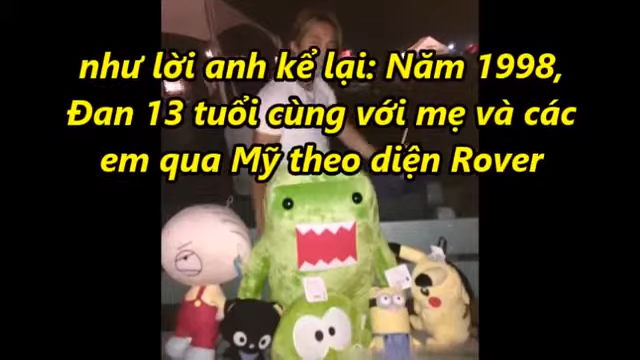 như lời anh kể lại: Năm 1998,
Đan 13 tuổi cùng với mẹ và các
em qua Mỹ theo diện Rover